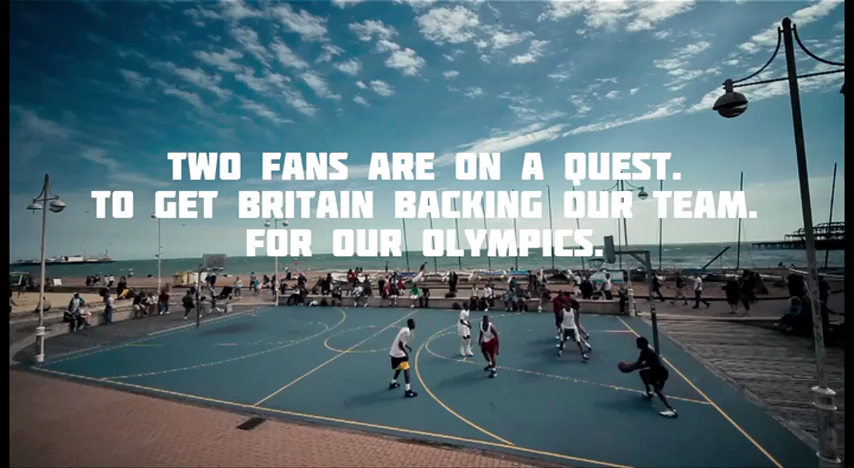 TWO FANS ARE ON A QUEST.
TO GET BRITAIN BACKING OUR TEAM.
FOR OUR OLYMPICS.